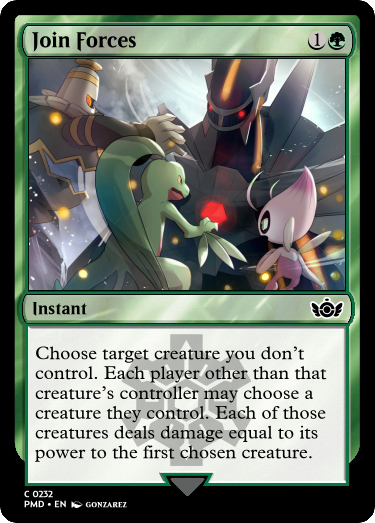 Join Forces 1
Instant
Choose target creature you don't
control. Each player other than that
creature's controller may choose a
creature they control. Each of those
creatures deals damage equal to its
power to the first chosen creature.
C 0232
PMD • EN GONZAREZ